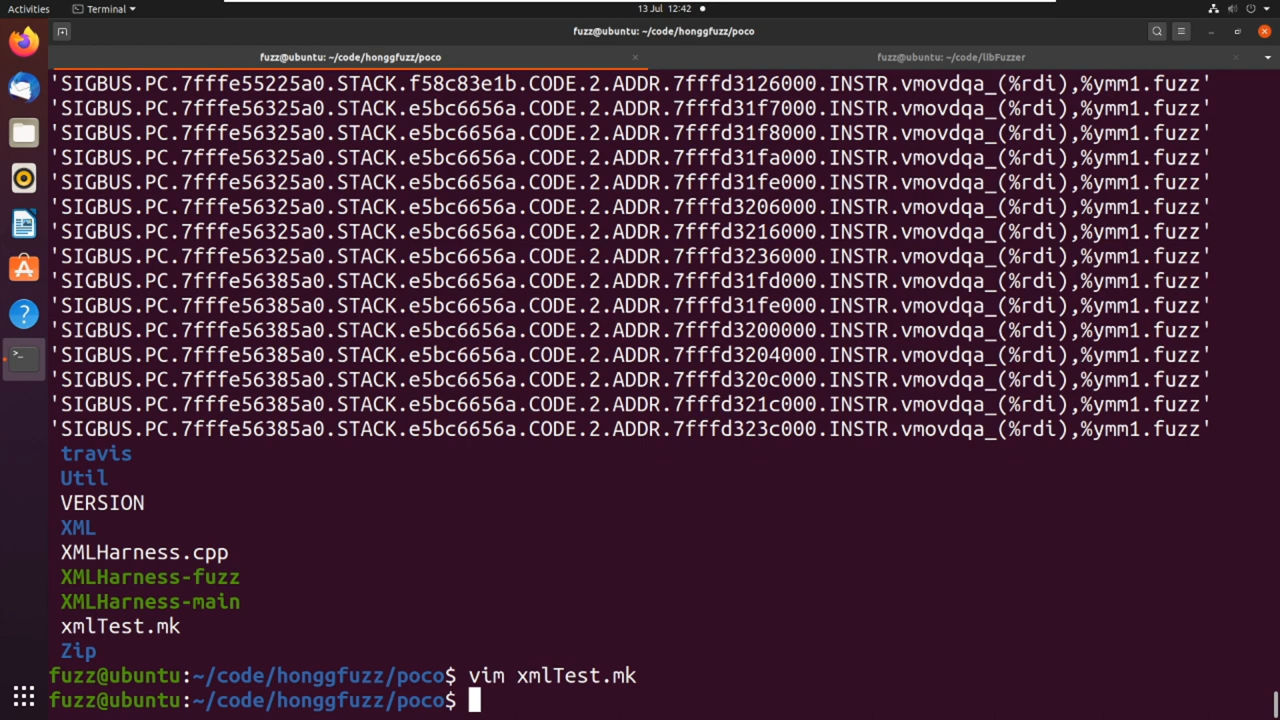 Activities
Terminal
13 Jul 12:42
fuzz@ubuntu: ~/code/honggfuzz/poco
fuzz@ubuntu: ~/code/honggfuzz/poco
fuzz@ubuntu: ~/code/libFuzzer
'SIGBUS.PC.7fffe55225a0.STACK.f58c83e1b.CODE.2.ADDR.7fffd3126000.INSTR.vmovdqa_(%rdi),%ymm1.fuzz'
'SIGBUS.PC.7fffe56325a0.STACK.e5bc6656a.CODE.2.ADDR.7fffd31f7000.INSTR.vmovdqa_(%rdi),%ymm1.fuzz'
'SIGBUS.PC.7fffe56325a0.STACK.e5bc6656a.CODE.2.ADDR.7fffd31f8000.INSTR.vmovdqa_(%rdi),%ymm1.fuzz'
'SIGBUS.PC.7fffe56325a0.STACK.e5bc6656a.CODE.2.ADDR.7fffd31fa000.INSTR.vmovdqa_(%rdi),%ymm1.fuzz'
'SIGBUS.PC.7fffe56325a0.STACK.e5bc6656a.CODE.2.ADDR.7fffd31fe000.INSTR.vmovdqa_(%rdi),%ymm1.fuzz'
'SIGBUS.PC.7fffe56325a0.STACK.e5bc6656a.CODE.2.ADDR.7fffd3206000.INSTR.vmovdqa_(%rdi),%ymm1.fuzz'
'SIGBUS.PC.7fffe56325a0.STACK.e5bc6656a.CODE.2.ADDR.7fffd3216000.INSTR.vmovdqa_(%rdi),%ymm1.fuzz'
'SIGBUS.PC.7fffe56325a0.STACK.e5bc6656a.CODE.2.ADDR.7fffd3236000.INSTR.vmovdqa_(%rdi),%ymm1.fuzz'
'SIGBUS.PC.7fffe56385a0.STACK.e5bc6656a.CODE.2.ADDR.7fffd31fd000.INSTR.vmovdqa_(%rdi),%ymm1.fuzz'
'SIGBUS.PC.7fffe56385a0.STACK.e5bc6656a.CODE.2.ADDR.7fffd31fe000.INSTR.vmovdqa_(%rdi),%ymm1.fuzz'
'SIGBUS.PC.7fffe56385a0.STACK.e5bc6656a.CODE.2.ADDR.7fffd3200000.INSTR.vmovdqa_(%rdi),%ymm1.fuzz'
'SIGBUS.PC.7fffe56385a0.STACK.e5bc6656a.CODE.2.ADDR.7fffd3204000.INSTR.vmovdqa_(%rdi),%ymm1.fuzz'
'SIGBUS.PC.7fffe56385a0.STACK.e5bc6656a.CODE.2.ADDR.7fffd320c000.INSTR.vmovdqa_(%rdi),%ymm1.fuzz'
'SIGBUS.PC.7fffe56385a0.STACK.e5bc6656a.CODE.2.ADDR.7fffd321c000.INSTR.vmovdqa_(%rdi),%ymm1.fuzz'
'SIGBUS.PC.7fffe56385a0.STACK.e5bc6656a.CODE.2.ADDR.7fffd323c000.INSTR.vmovdqa_(%rdi),%ymm1.fuzz'
travis
Util
VERSION
XML
XMLHarness.cpp
XMLHarness-fuzz
XMLHarness-main
xmlTest.mk
Zip
fuzz@ubuntu:~/code/honggfuzz/poco$ vim xmlTest.mk
fuzz@ubuntu:~/code/honggfuzz/poco$